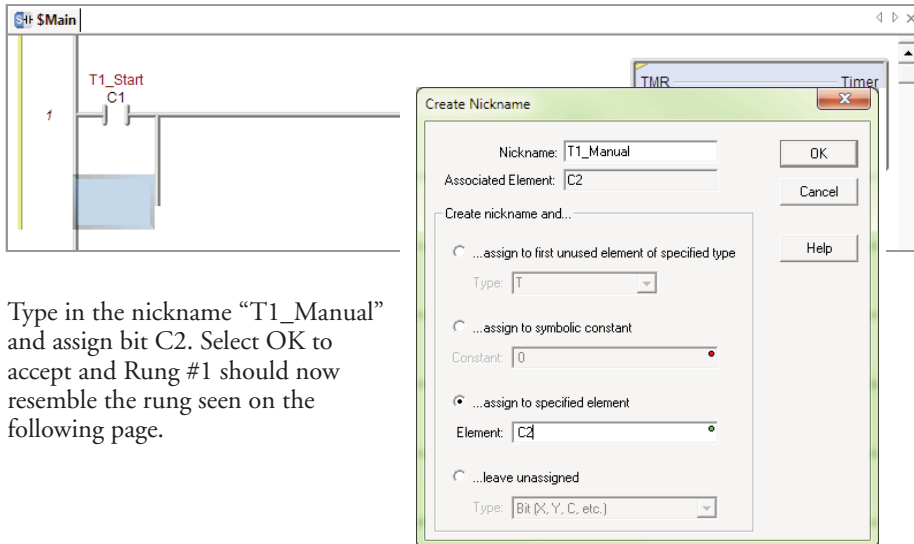 $Main
T1_Start
C1
1
TMR Timer
Create Nickname
Nickname: T1_Manual
OK
Associated Element: C2
Cancel
Create nickname and...
Help
...assign to first unused element of specified type
Type: T
...assign to symbolic constant
Constant: 0
...assign to specified element
Element: C2
...leave unassigned
Type: Bit (X, Y, C, etc.)
Type in the nickname “T1_Manual”
and assign bit C2. Select OK to
accept and Rung #1 should now
resemble the rung seen on the
following page.